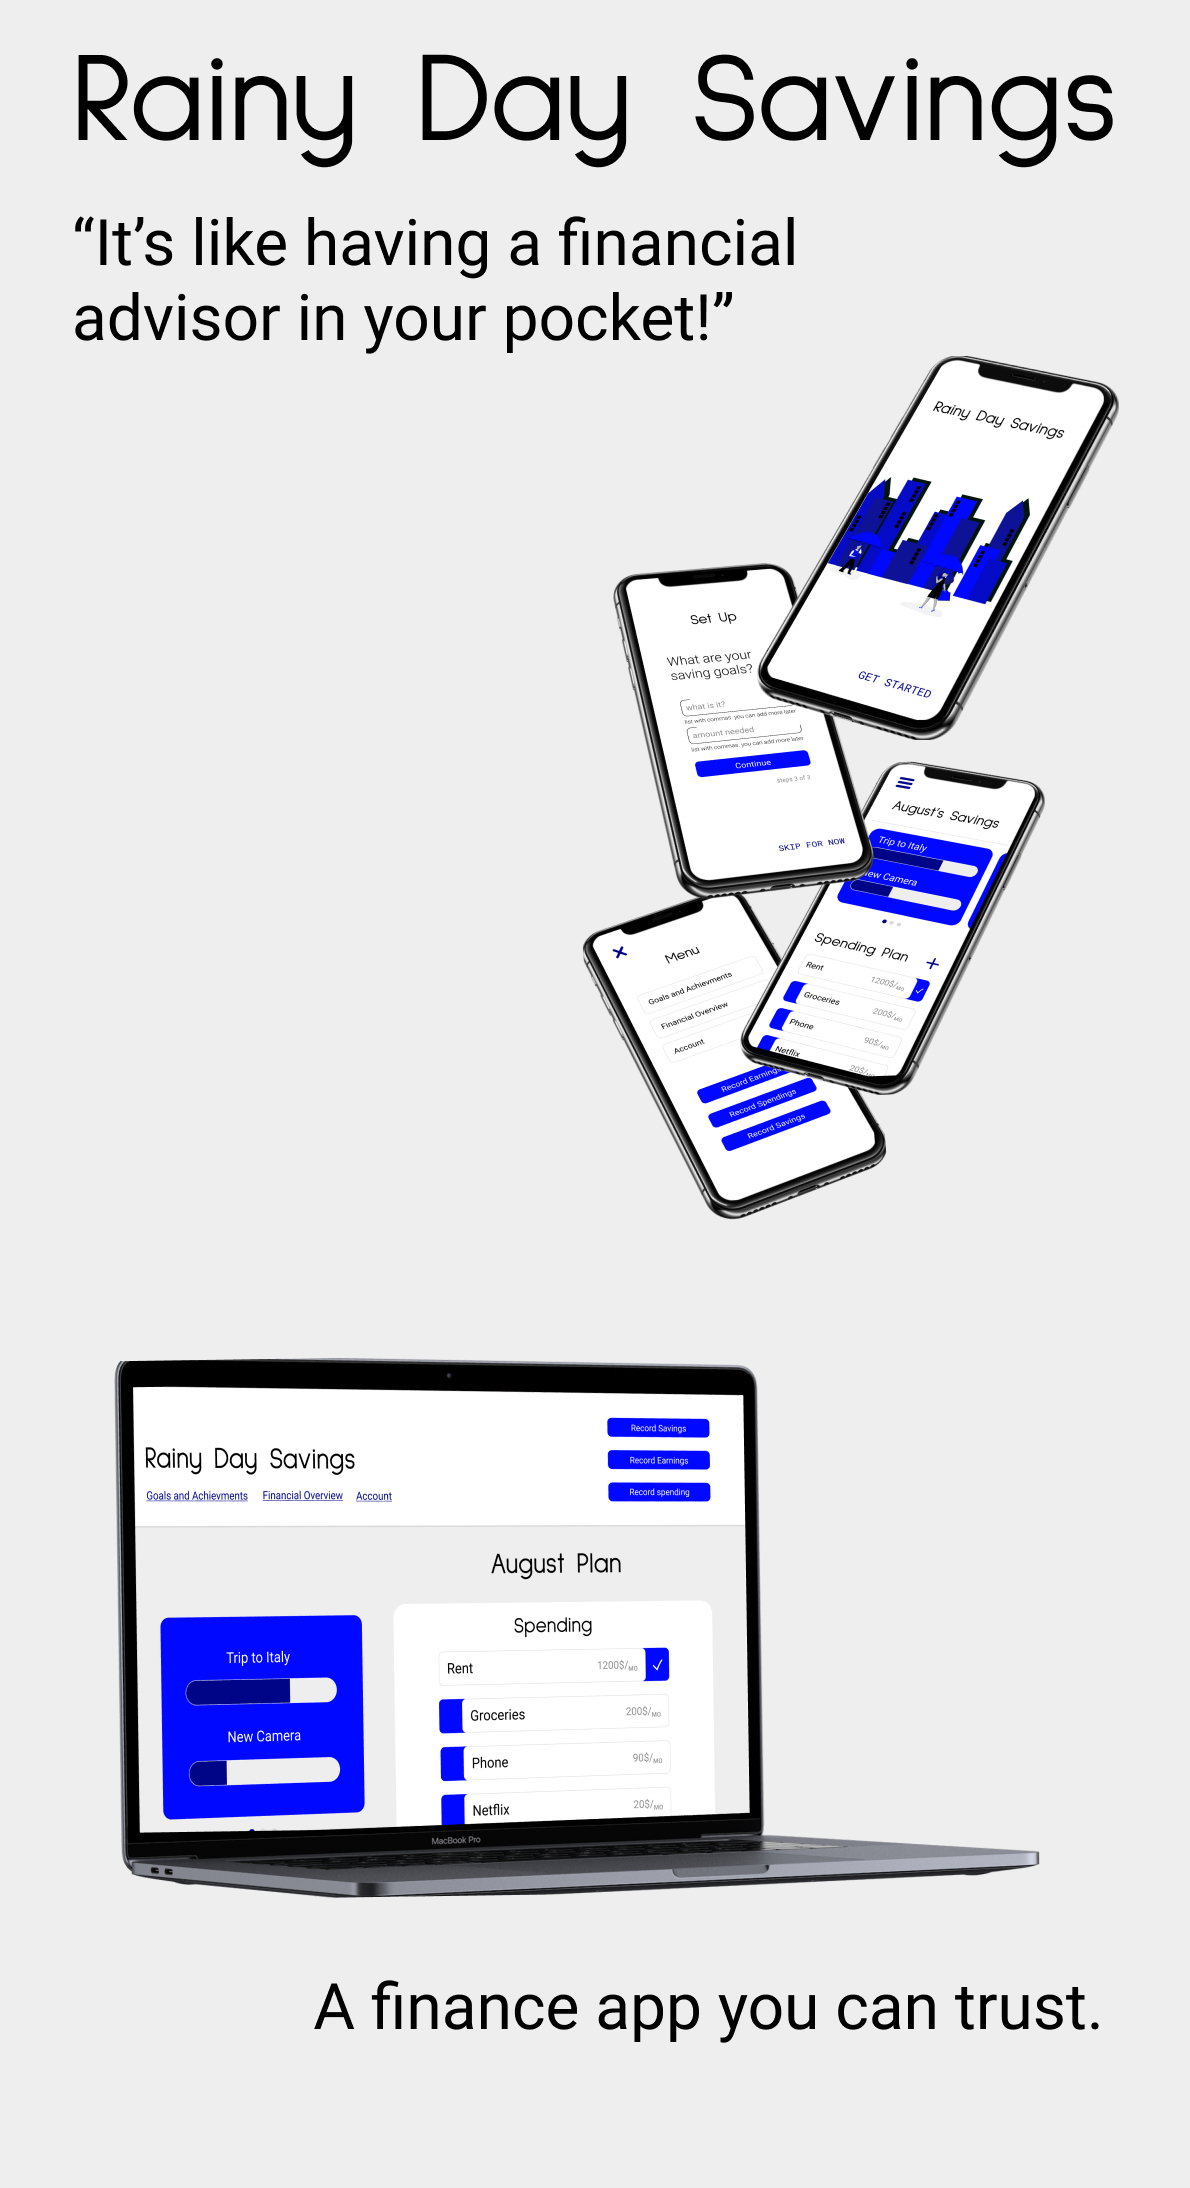 Rainy Day Savings
“It’s like having a financial
advisor in your pocket!”
Rainy Day Savings
GET STARTED
Set Up
What are your
saving goals?
what is it?
list with commas. you can add more later
amount needed
list with commas. you can add more later
Continue
Steps 3 of 3
SKIP FOR NOW
August's Savings
Trip to Italy
New Camera
Spending Plan
Rent 1200$/MO
Groceries 200$/MO
Phone 90$/MO
Netflix 20$/MO
Menu
Goals and Achievments
Financial Overview
Account
Record Earnings
Record Spendings
Record Savings
Record Savings
Rainy Day Savings
Record Earnings
Goals and Achievments Financial Overview Account
Record spending
August Plan
Spending
Trip to Italy
Rent 1200$/MO
New Camera
Groceries 200$/MO
Phone 90$/MO
Netflix 20$/MO
MacBook Pro
A finance app you can trust.